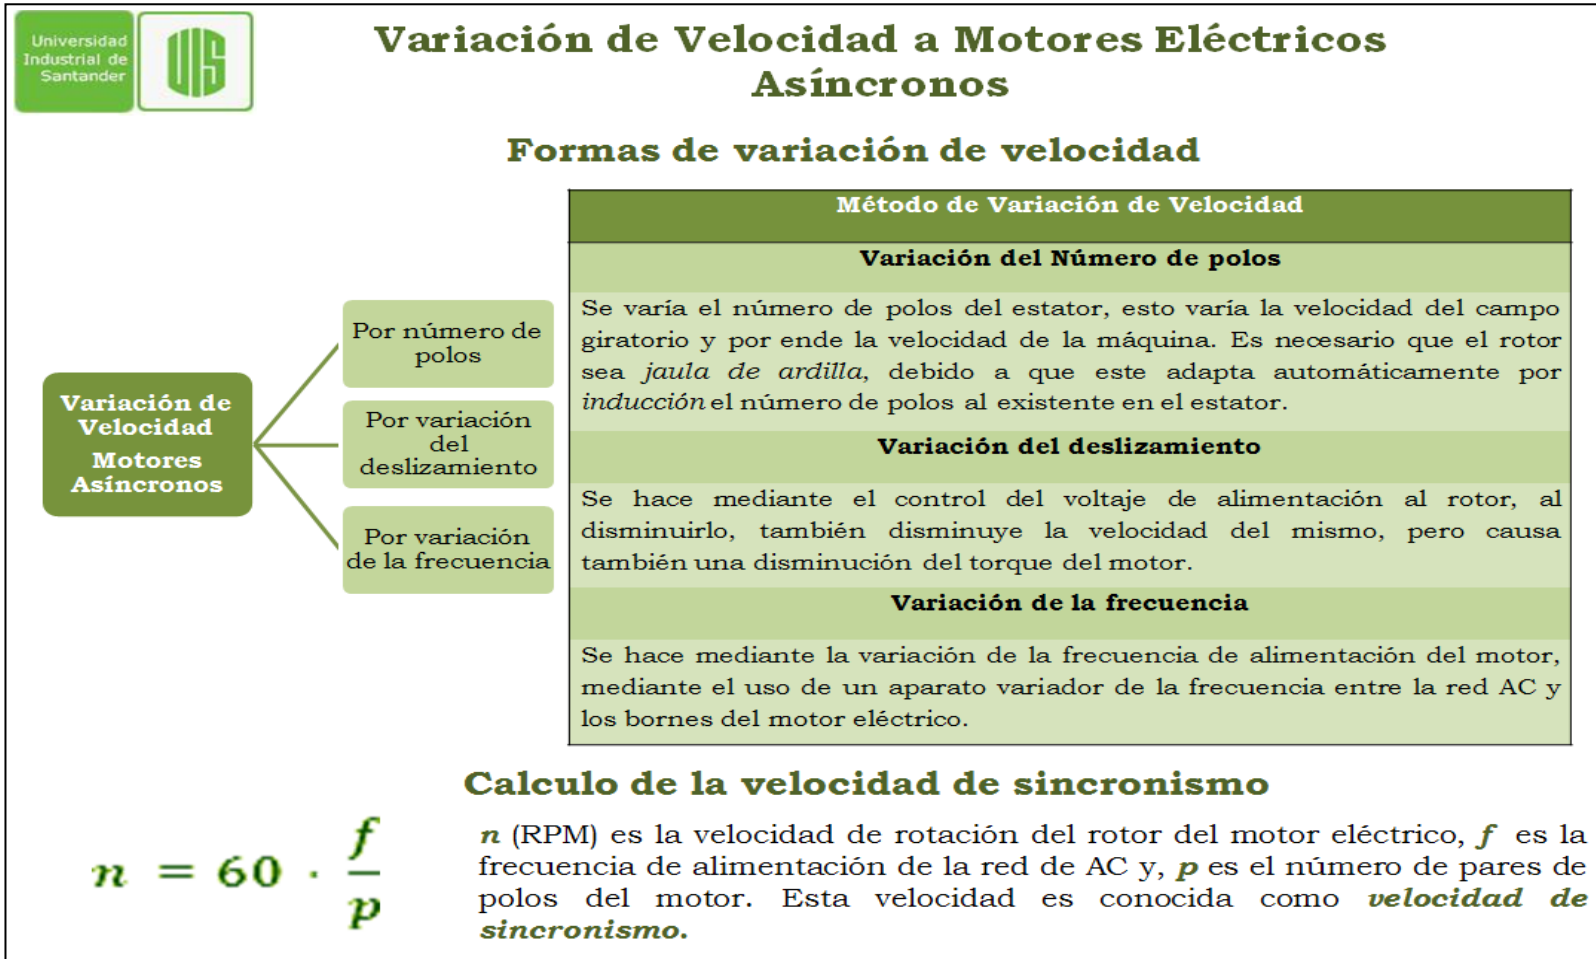 Universidad
Industrial de
Santander
UIS
Variación de Velocidad a Motores Eléctricos
Asíncronos
Formas de variación de velocidad
Variación de
Velocidad
Motores
Asíncronos
Por número de
polos
Por variación
del
deslizamiento
Por variación
de la frecuencia
Método de Variación de Velocidad
Variación del Número de polos
Se varía el número de polos del estator, esto varía la velocidad del campo
giratorio y por ende la velocidad de la máquina. Es necesario que el rotor
sea jaula de ardilla, debido a que este adapta automáticamente por
inducción el número de polos al existente en el estator.
Variación del deslizamiento
Se hace mediante el control del voltaje de alimentación al rotor, al
disminuirlo, también disminuye la velocidad del mismo, pero causa
también una disminución del torque del motor.
Variación de la frecuencia
Se hace mediante la variación de la frecuencia de alimentación del motor,
mediante el uso de un aparato variador de la frecuencia entre la red AC y
los bornes del motor eléctrico.
Calculo de la velocidad de sincronismo
n = 60 · f/p
n (RPM) es la velocidad de rotación del rotor del motor eléctrico, f es la
frecuencia de alimentación de la red de AC y, p es el número de pares de
polos del motor. Esta velocidad es conocida como velocidad de
sincronismo.